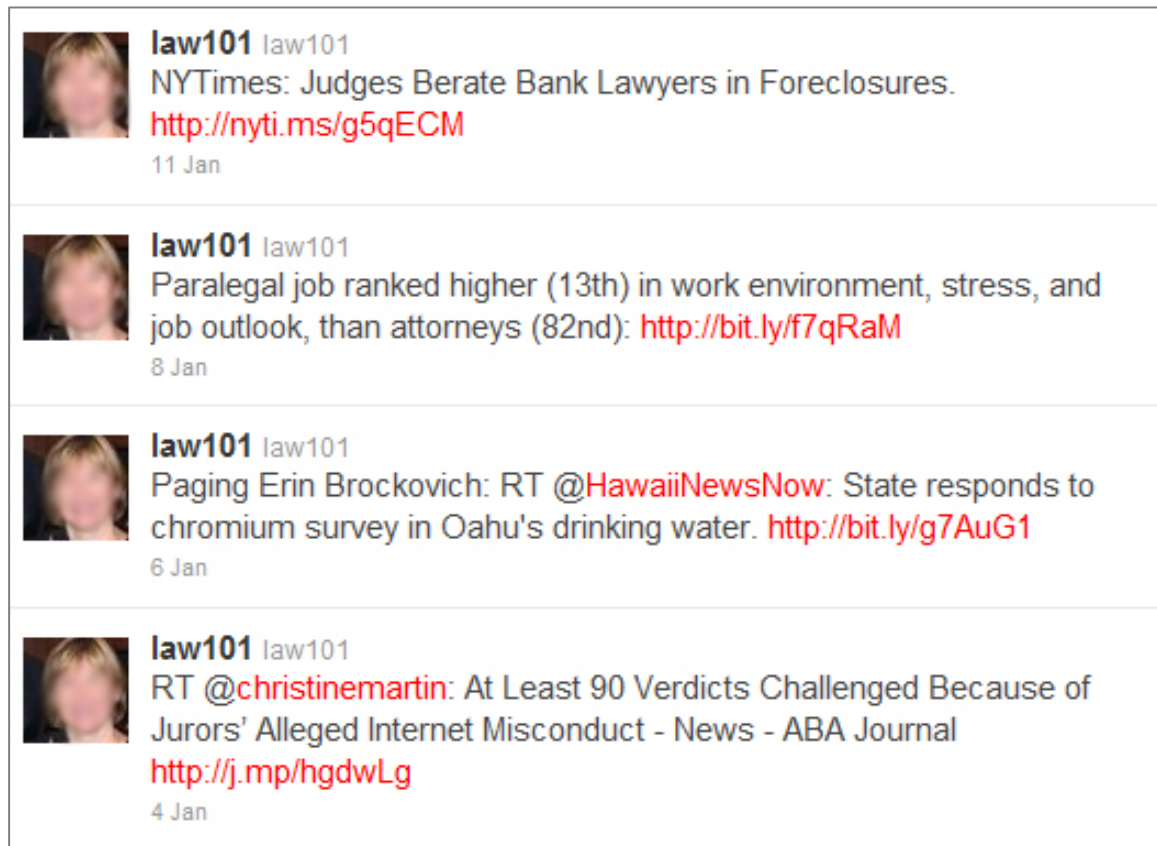 law101 law101
NYTimes: Judges Berate Bank Lawyers in Foreclosures.
http://nyti.ms/g5qECM
11 Jan
law101 law101
Paralegal job ranked higher (13th) in work environment, stress, and
job outlook, than attorneys (82nd): http://bit.ly/f7qRaM
8 Jan
law101 law101
Paging Erin Brockovich: RT @HawaiiNewsNow: State responds to
chromium survey in Oahu's drinking water. http://bit.ly/g7AuG1
6 Jan
law101 law101
RT @christinemartin: At Least 90 Verdicts Challenged Because of
Jurors' Alleged Internet Misconduct - News - ABA Journal
http://j.mp/hgdwLg
4 Jan